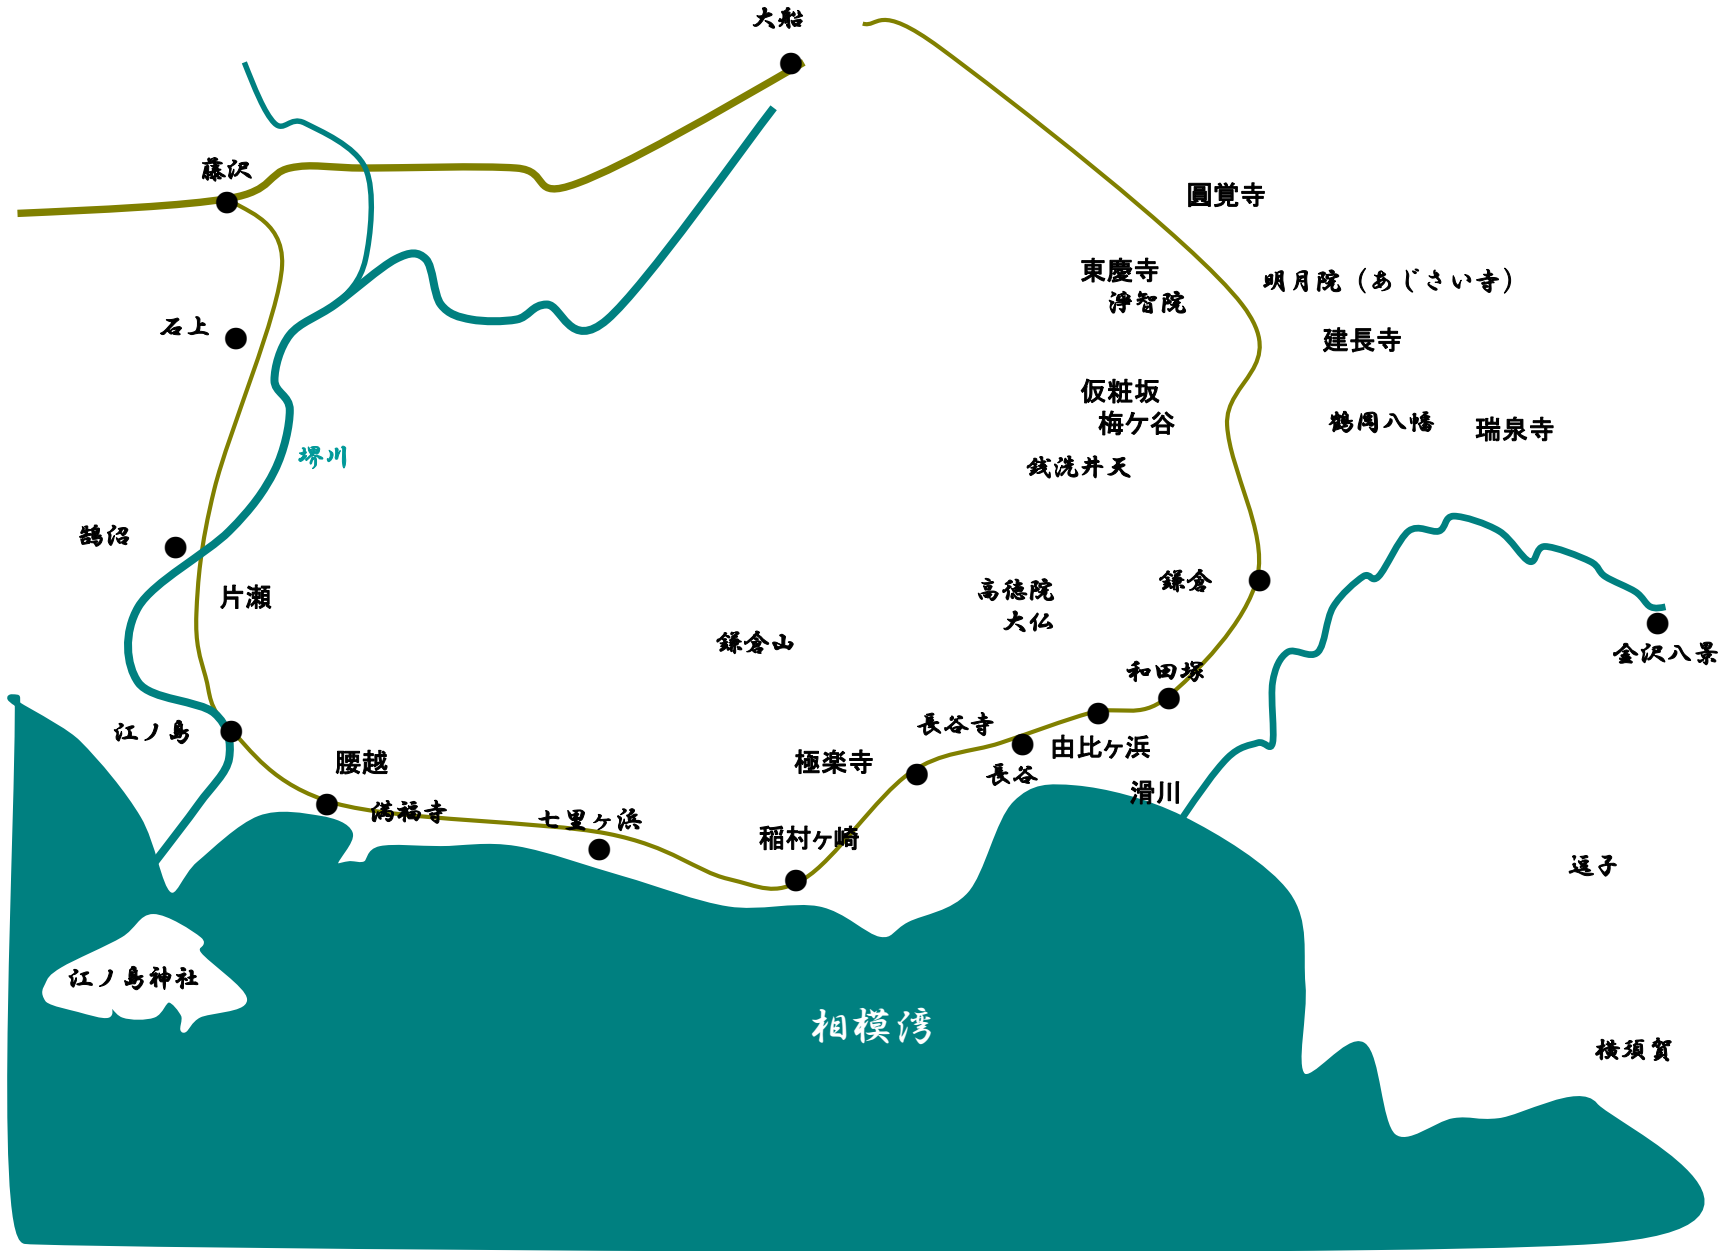 大船
藤沢
圓覚寺
東慶寺
明月院（あじさい寺）
淨智院
石上
建長寺
仮粧坂
梅ケ谷
鶴岡八幡
瑞泉寺
堺川
銭洗井天
鵠沼
片瀬
高徳院
大仏
鎌倉
鎌倉山
和田塚
金沢八景
江ノ島
長谷寺
由比ヶ浜
腰越
極楽寺
長谷
滑川
満福寺
七里ヶ浜
稲村ヶ崎
逗子
江ノ島神社
相模湾
横須賀